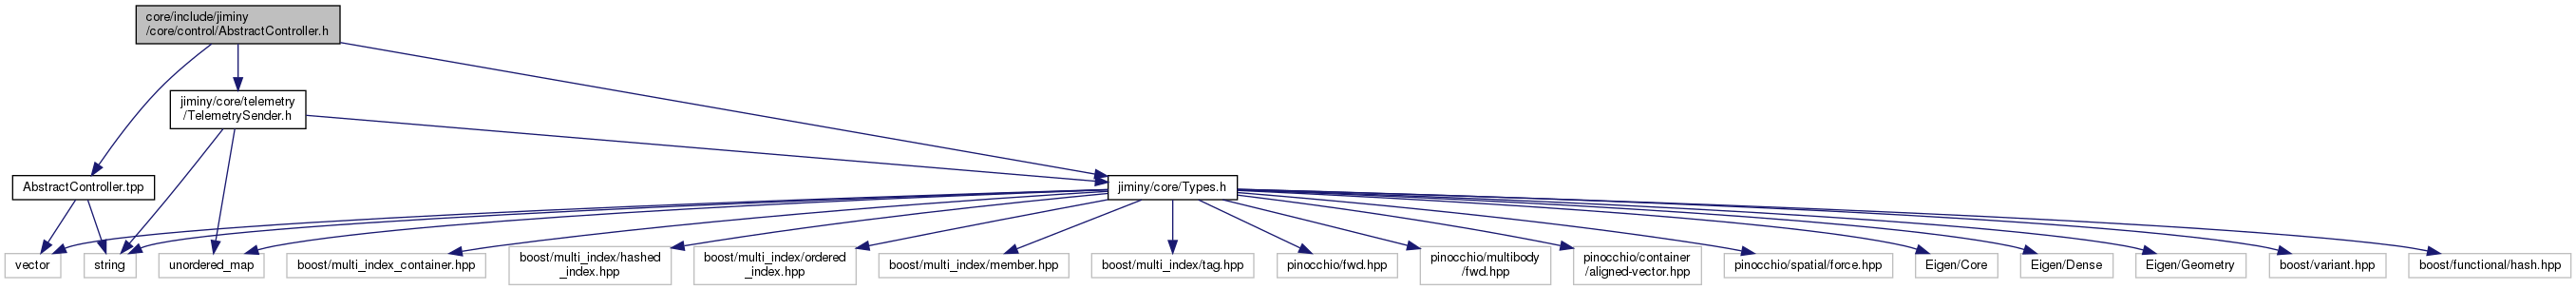 core/include/jiminy
/core/control/AbstractController.h
jiminy/core/telemetry
/TelemetrySender.h
AbstractController.tpp
jiminy/core/Types.h
vector
string
unordered_map
boost/multi_index_container.hpp
boost/multi_index/hashed
_index.hpp
boost/multi_index/ordered
_index.hpp
boost/multi_index/member.hpp
boost/multi_index/tag.hpp
pinocchio/fwd.hpp
pinocchio/multibody
/fwd.hpp
pinocchio/container
/aligned-vector.hpp
pinocchio/spatial/force.hpp
Eigen/Core
Eigen/Dense
Eigen/Geometry
boost/variant.hpp
boost/functional/hash.hpp